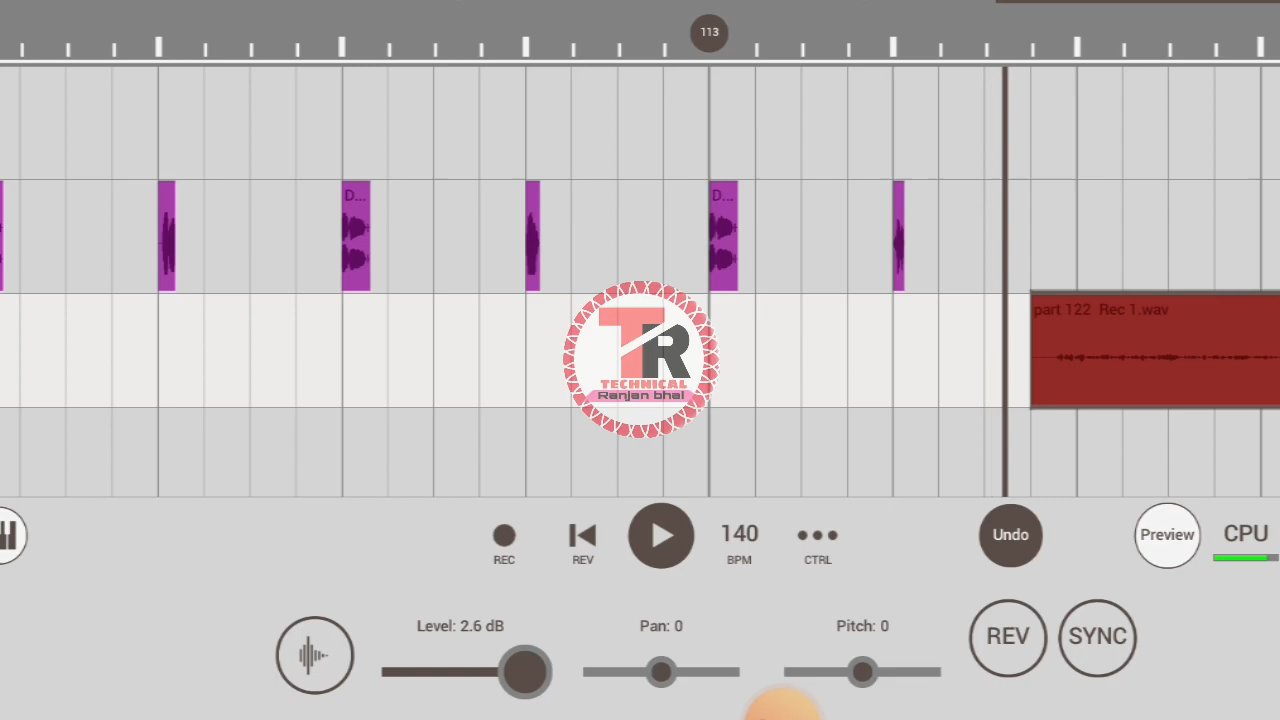 113
D...
D...
part 122 Rec 1.wav
TR
TECHNICAL
Ranjan bhai
REC
REV
140
BPM
CTRL
Undo
Preview
CPU
Level: 2.6 dB
Pan: 0
Pitch: 0
REV
SYNC